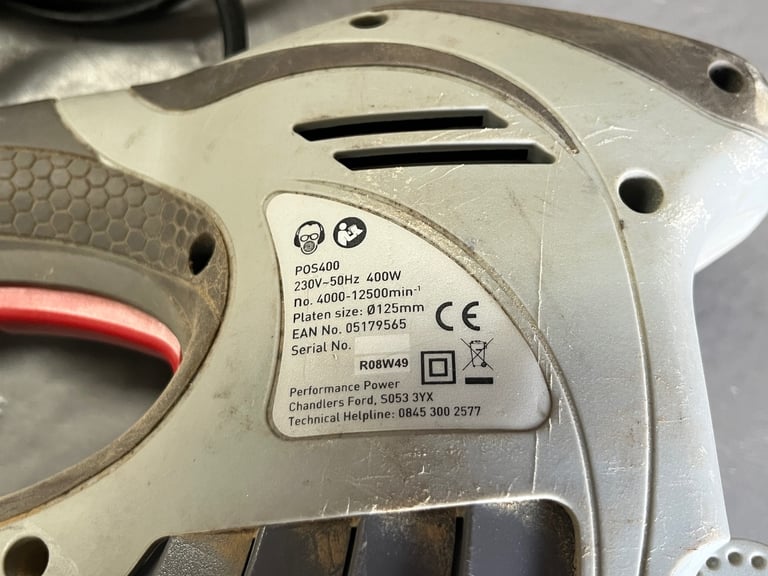 POS400
230V~50Hz 400W
no. 4000-12500min⁻¹
Platen size: Ø125mm
EAN No. 05179565
Serial No.
R08W49
CE
Performance Power
Chandlers Ford, S053 3YX
Technical Helpline: 0845 300 2577